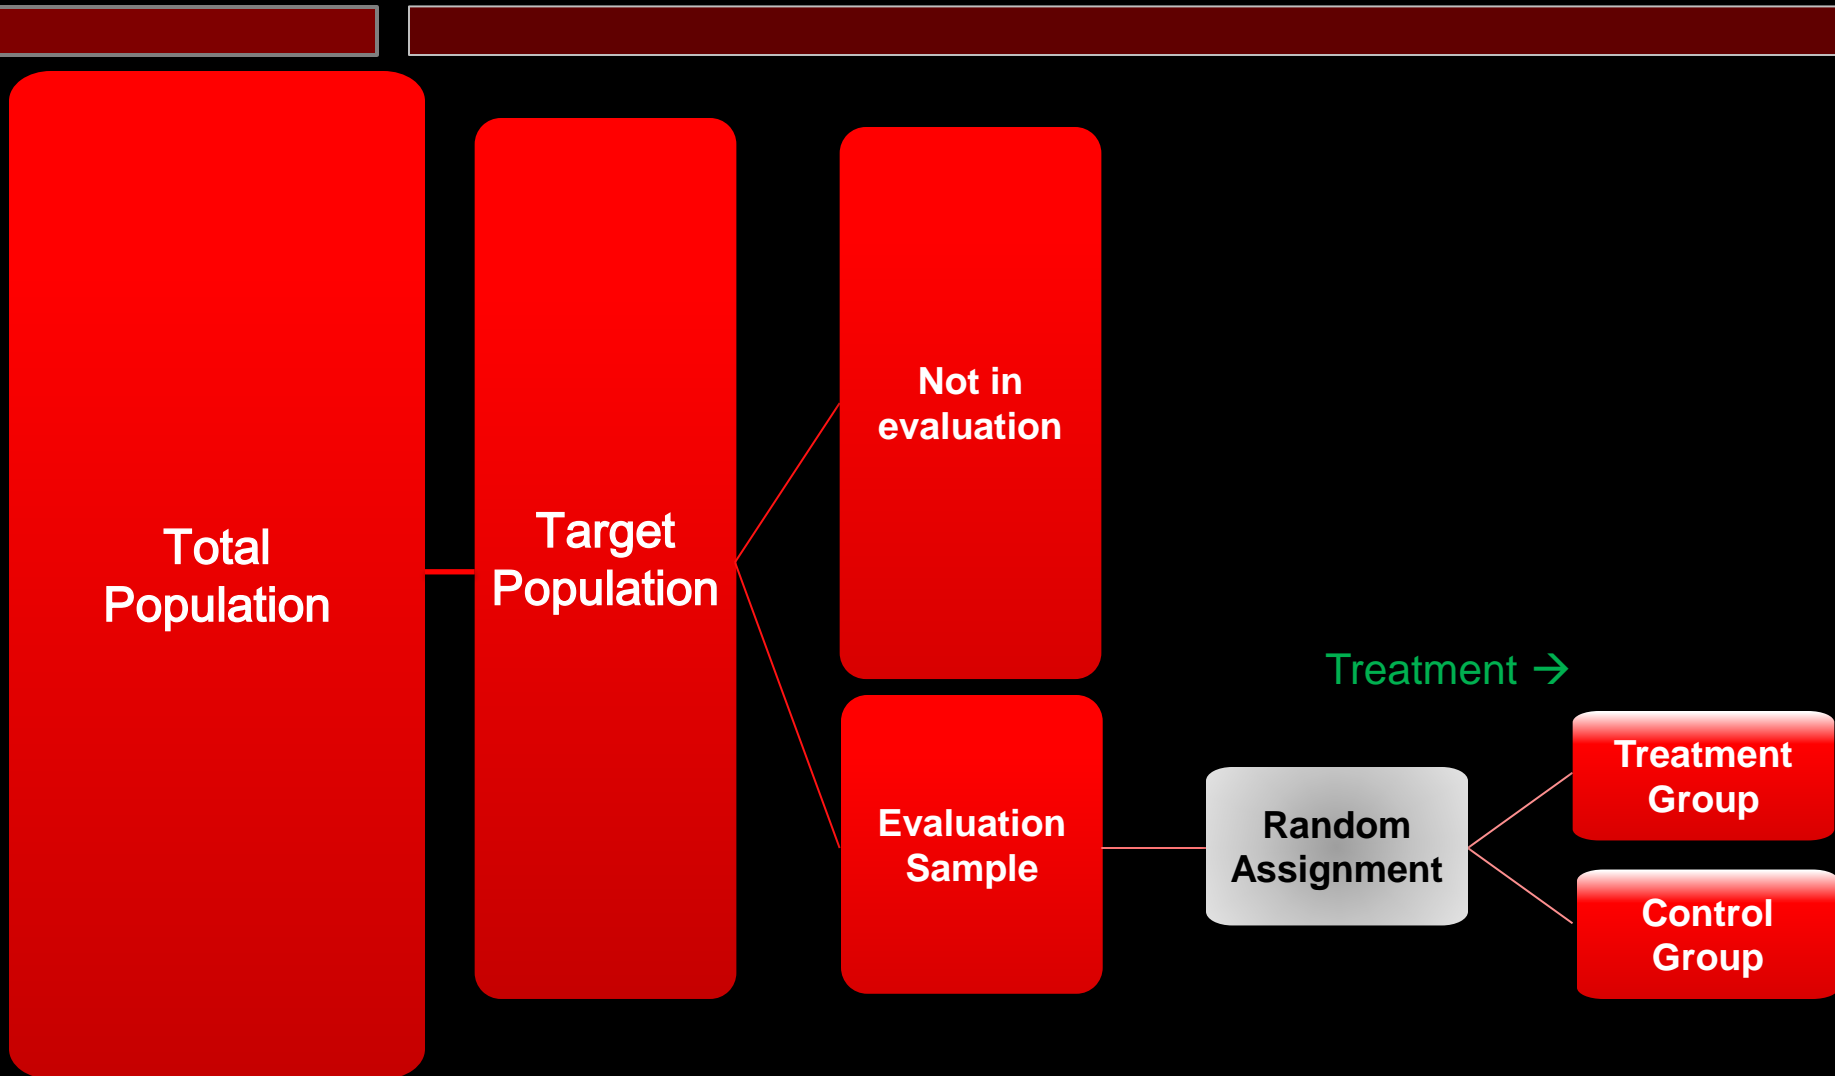 Total
Population
Target
Population
Not in
evaluation
Evaluation
Sample
Random
Assignment
Treatment →
Treatment
Group
Control
Group